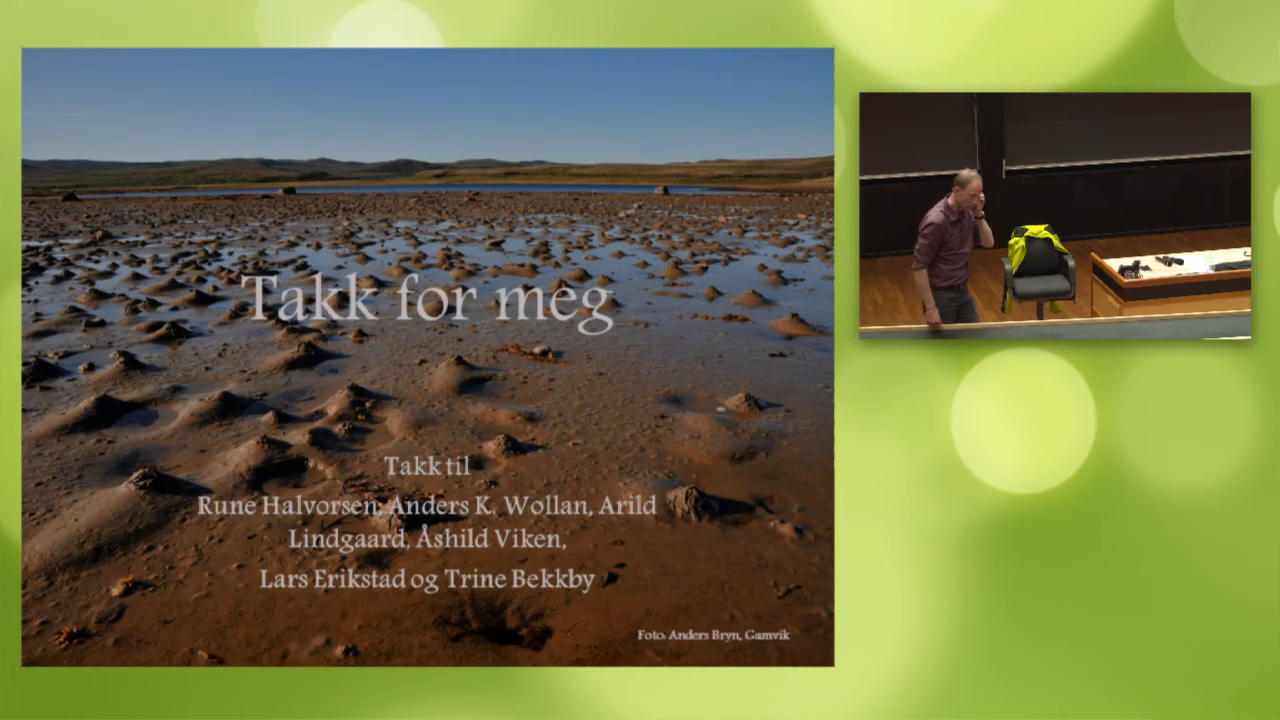 Takk for meg
Takk til
Rune Halvorsen, Anders K. Wollan, Arild
Lindgaard, Åshild Viken,
Lars Erikstad og Trine Bekkby
Foto: Anders Bryn, Gamvik